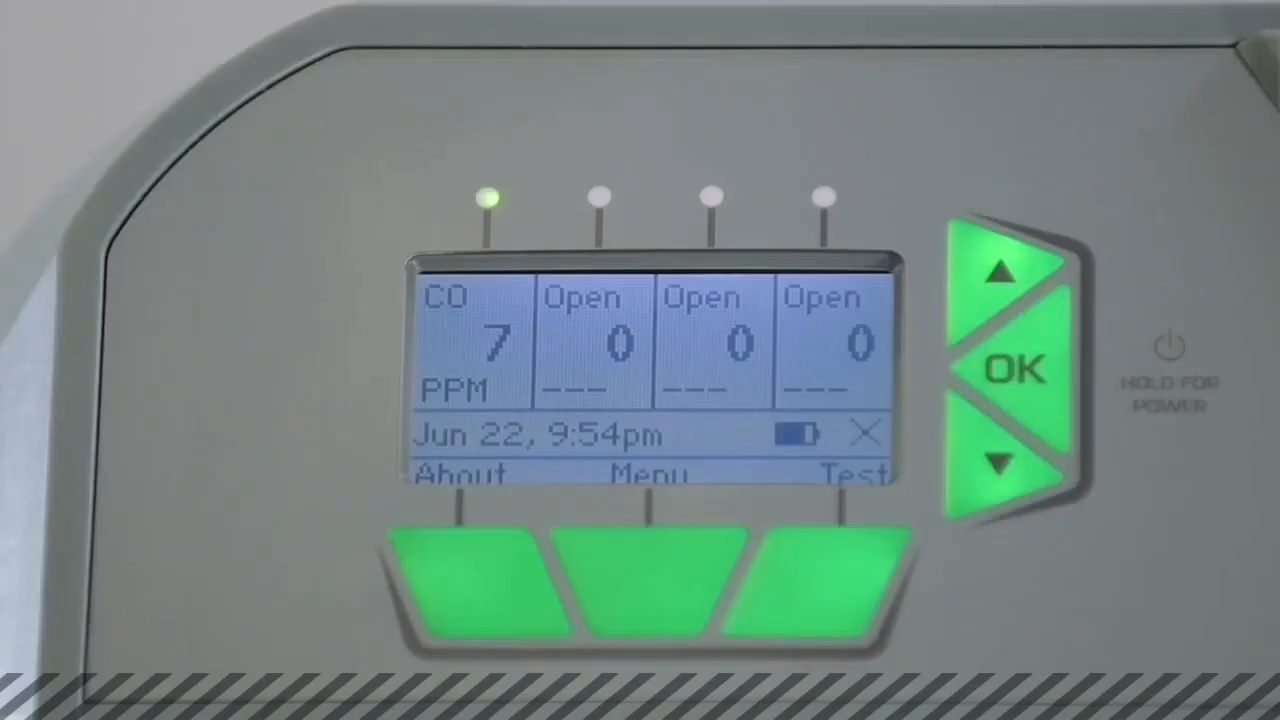 CO Open Open Open
7 0 0 0
PPM --- --- ---
Jun 22, 9:54pm
About Menu Test
OK
HOLD FOR
POWER